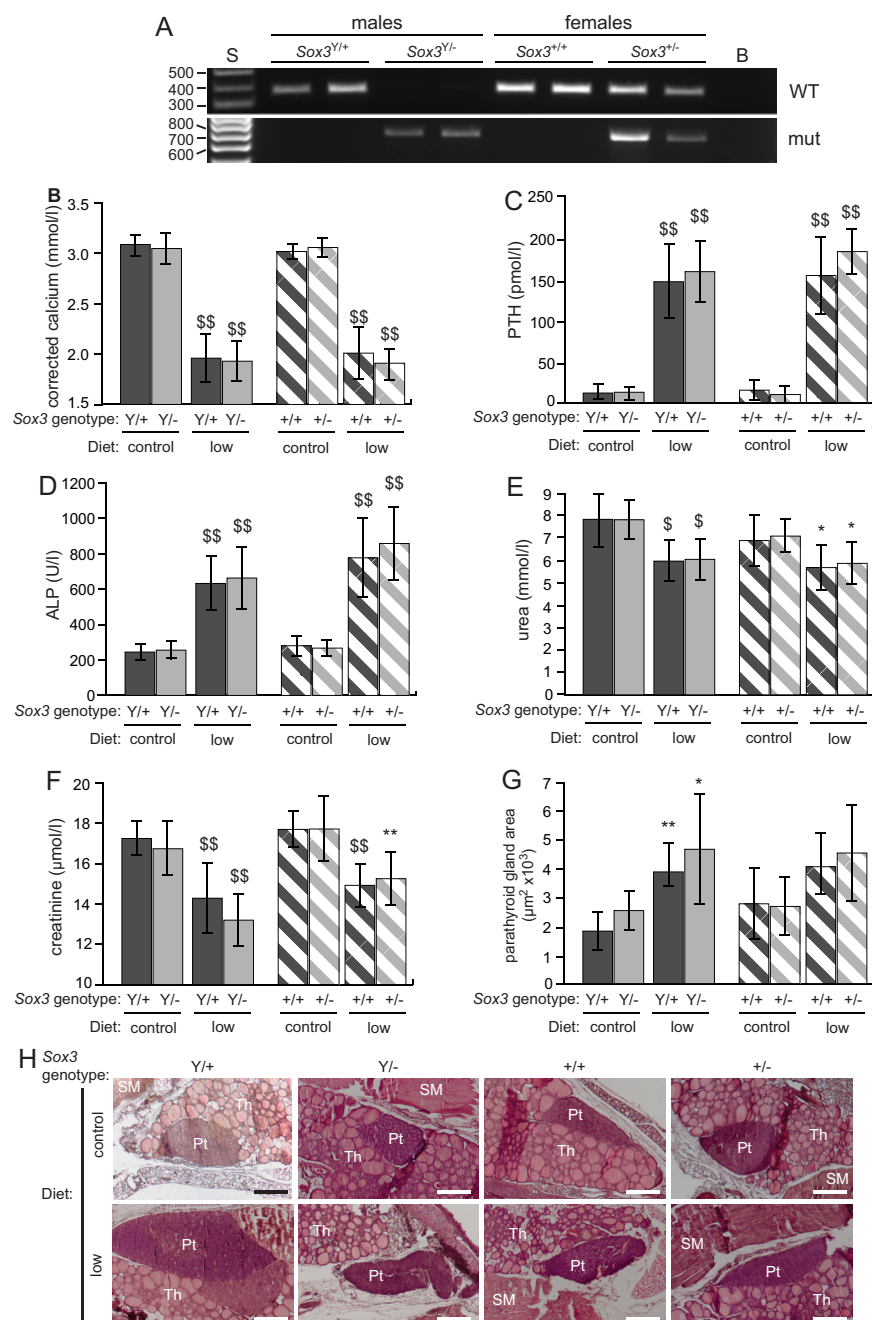 A
males females
Sox3Y/+ Sox3Y/- Sox3+/+ Sox3+/-
S B
500
400
300
WT
800
700
600
mut
B
corrected calcium (mmol/l)
3.5
3.0
2.5
2.0
1.5
$$ $$ $$ $$
Sox3 genotype: Y/+ Y/- Y/+ Y/- +/+ +/- +/+ +/-
Diet: control low control low
C
PTH (pmol/l)
250
200
150
100
50
0
$$ $$ $$ $$
Sox3 genotype: Y/+ Y/- Y/+ Y/- +/+ +/- +/+ +/-
Diet: control low control low
D
ALP (U/l)
1200
1000
800
600
400
200
0
$$ $$ $$ $$
Sox3 genotype: Y/+ Y/- Y/+ Y/- +/+ +/- +/+ +/-
Diet: control low control low
E
urea (mmol/l)
9
8
7
6
5
4
3
2
1
0
$ $ * *
Sox3 genotype: Y/+ Y/- Y/+ Y/- +/+ +/- +/+ +/-
Diet: control low control low
F
creatinine (µmol/l)
20
18
16
14
12
10
$$ $$ $$ **
Sox3 genotype: Y/+ Y/- Y/+ Y/- +/+ +/- +/+ +/-
Diet: control low control low
G
parathyroid gland area
(µm2 x103)
7
6
5
4
3
2
1
0
** *
Sox3 genotype: Y/+ Y/- Y/+ Y/- +/+ +/- +/+ +/-
Diet: control low control low
H
Sox3
genotype: Y/+ Y/- +/+ +/-
Diet:
control
SM Th Pt
SM Pt Th
Pt Th
Th Pt SM
low
Pt Th
Th Pt
Th Pt SM
SM Pt Th